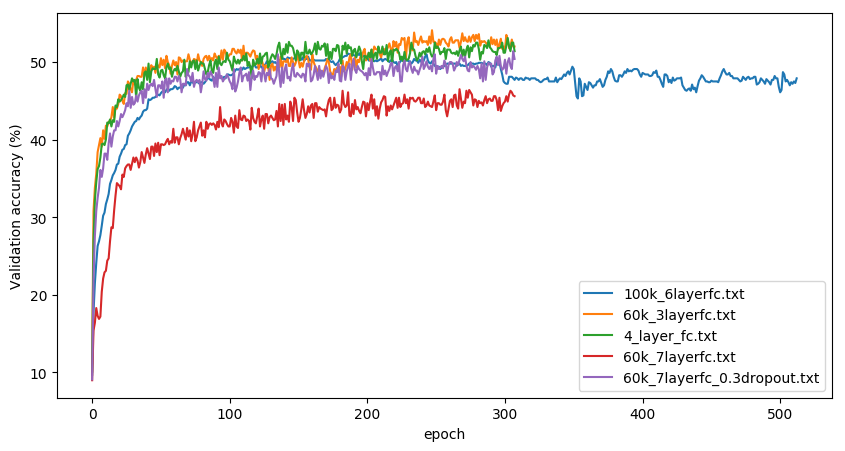 Validation accuracy (%)
50
40
30
20
10
0
100
200
300
400
500
epoch
100k_6layerfc.txt
60k_3layerfc.txt
4_layer_fc.txt
60k_7layerfc.txt
60k_7layerfc_0.3dropout.txt